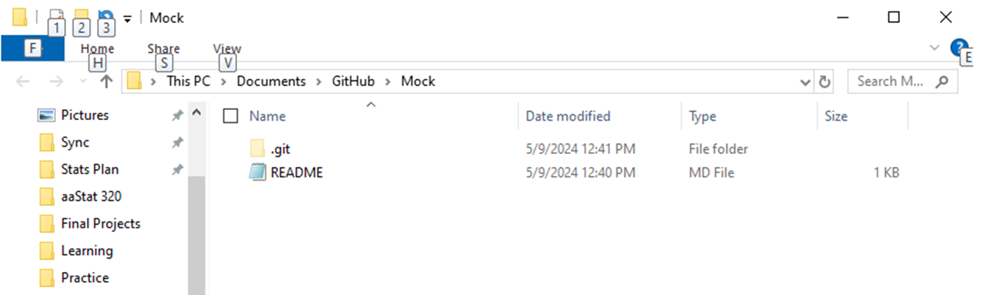 Mock
1 2 3
F Home Share View
H S V E
This PC > Documents > GitHub > Mock Search M...
Pictures Name Date modified Type Size
Sync .git 5/9/2024 12:41 PM File folder
Stats Plan README 5/9/2024 12:40 PM MD File 1 KB
aaStat 320
Final Projects
Learning
Practice